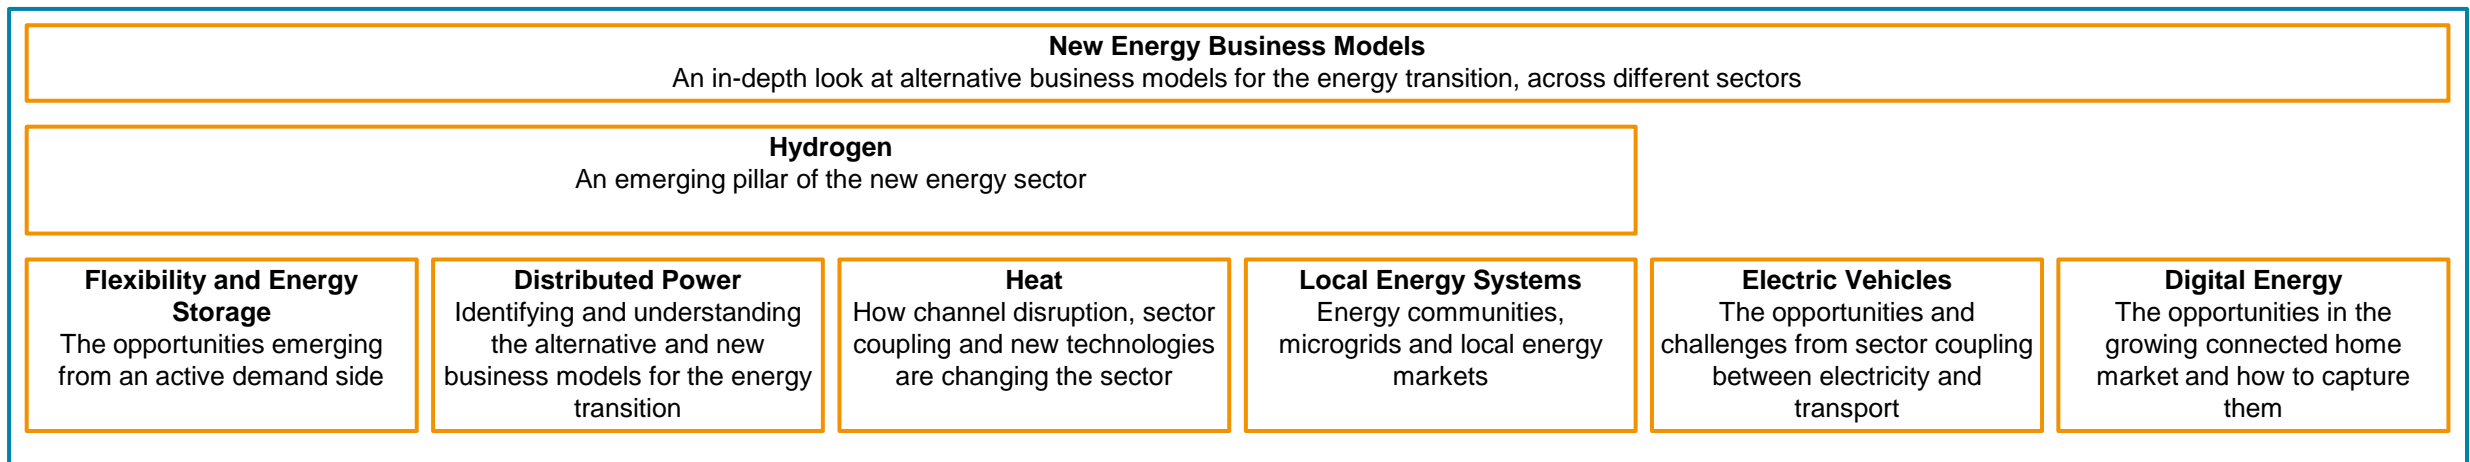 New Energy Business Models
An in-depth look at alternative business models for the energy transition, across different sectors
Hydrogen
An emerging pillar of the new energy sector
Flexibility and Energy
Storage
The opportunities emerging
from an active demand side
Distributed Power
Identifying and understanding
the alternative and new
business models for the energy
transition
Heat
How channel disruption, sector
coupling and new technologies
are changing the sector
Local Energy Systems
Energy communities,
microgrids and local energy
markets
Electric Vehicles
The opportunities and
challenges from sector coupling
between electricity and
transport
Digital Energy
The opportunities in the
growing connected home
market and how to capture
them